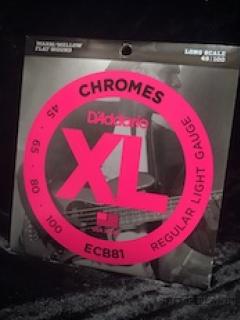 WARM/MELLOW
FLAT WOUND
LONG SCALE
45/100
CHROMES
D'Addario
XL
45 65 80 100
ECB81
REGULAR LIGHT GAUGE